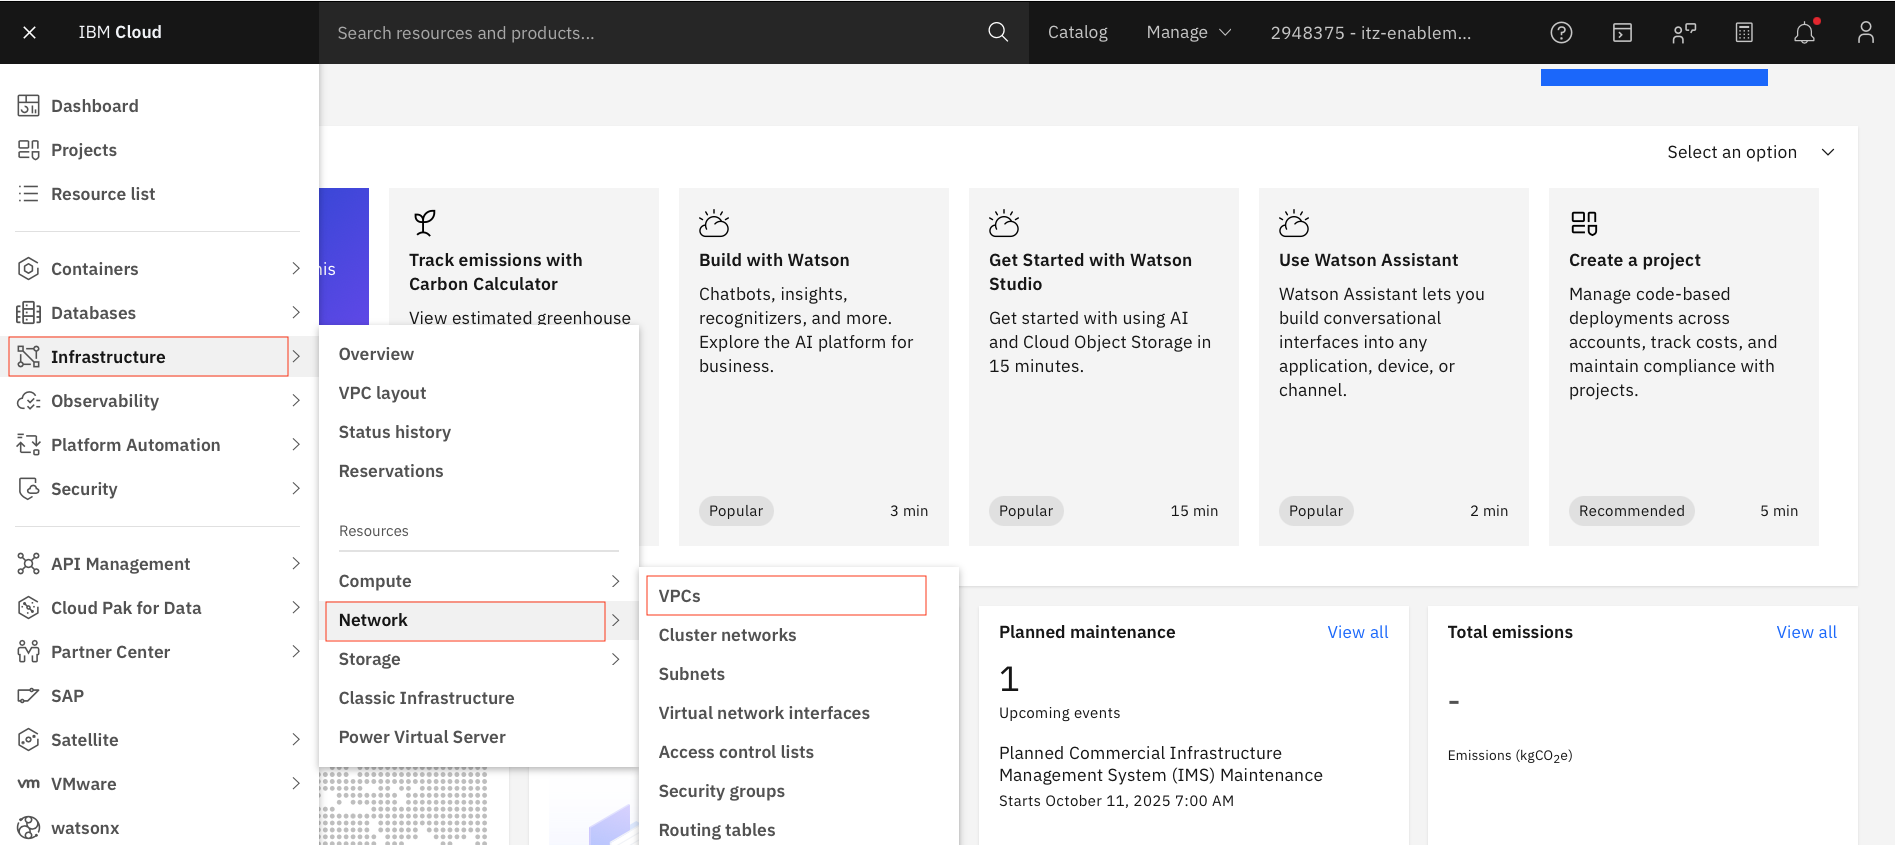 IBM Cloud
Search resources and products...
Catalog
Manage
2948375 - itz-enablem...
Dashboard
Projects
Resource list
Containers
Databases
Infrastructure
Observability
Platform Automation
Security
API Management
Cloud Pak for Data
Partner Center
SAP
Satellite
vm VMware
watsonx
Overview
VPC layout
Status history
Reservations
Resources
Compute
Network
Storage
Classic Infrastructure
Power Virtual Server
VPCs
Cluster networks
Subnets
Virtual network interfaces
Access control lists
Security groups
Routing tables
Select an option
his
Track emissions with
Carbon Calculator
View estimated greenhouse
Build with Watson
Chatbots, insights,
recognizers, and more.
Explore the AI platform for
business.
Popular
3 min
Get Started with Watson
Studio
Get started with using AI
and Cloud Object Storage in
15 minutes.
Popular
15 min
Use Watson Assistant
Watson Assistant lets you
build conversational
interfaces into any
application, device, or
channel.
Popular
2 min
Create a project
Manage code-based
deployments across
accounts, track costs, and
maintain compliance with
projects.
Recommended
5 min
Planned maintenance
View all
1
Upcoming events
Planned Commercial Infrastructure
Management System (IMS) Maintenance
Starts October 11, 2025 7:00 AM
Total emissions
View all
-
Emissions (kgCO₂e)